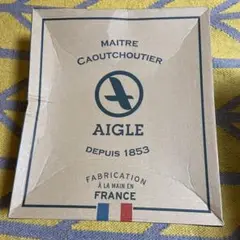 MAITRE
CAOUTCHOUTIER
AIGLE
DEPUIS 1853
FABRICATION
À LA MAIN EN
FRANCE